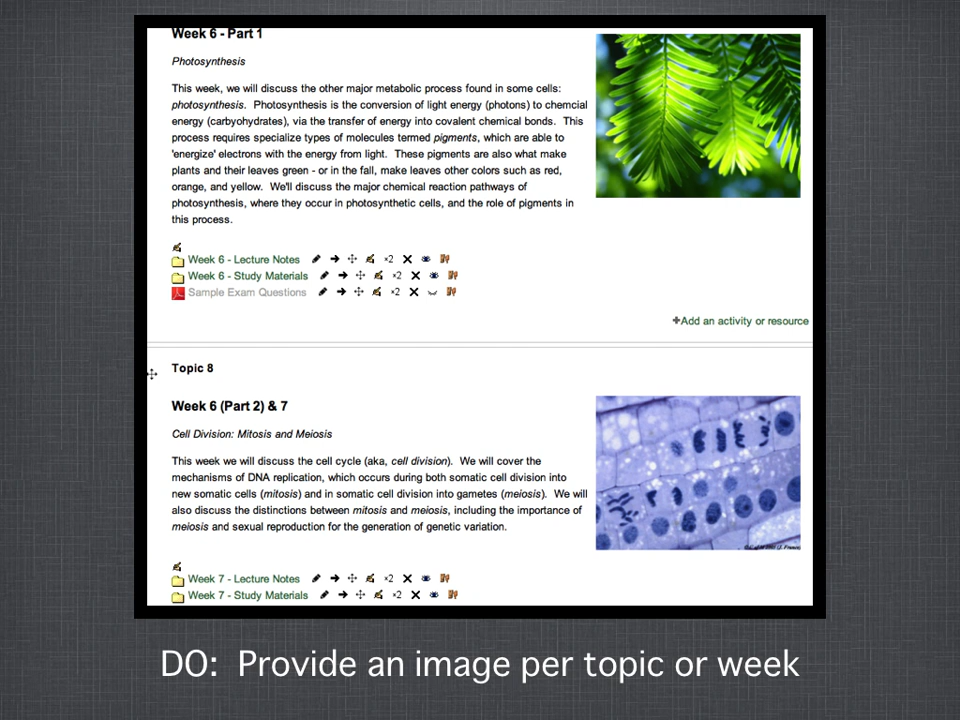 Week 6 - Part 1
Photosynthesis
This week, we will discuss the other major metabolic process found in some cells:
photosynthesis. Photosynthesis is the conversion of light energy (photons) to chemcial
energy (carbyohydrates), via the transfer of energy into covalent chemical bonds. This
process requires specialize types of molecules termed pigments, which are able to
'energize' electrons with the energy from light. These pigments are also what make
plants and their leaves green - or in the fall, make leaves other colors such as red,
orange, and yellow. We'll discuss the major chemical reaction pathways of
photosynthesis, where they occur in photosynthetic cells, and the role of pigments in
this process.
Week 6 - Lecture Notes ×2
Week 6 - Study Materials ×2
Sample Exam Questions ×2
Add an activity or resource
Topic 8
Week 6 (Part 2) & 7
Cell Division: Mitosis and Meiosis
This week we will discuss the cell cycle (aka, cell division). We will cover the
mechanisms of DNA replication, which occurs during both somatic cell division into
new somatic cells (mitosis) and in somatic cell division into gametes (meiosis). We will
also discuss the distinctions between mitosis and meiosis, including the importance of
meiosis and sexual reproduction for the generation of genetic variation.
Week 7 - Lecture Notes ×2
Week 7 - Study Materials ×2
DO: Provide an image per topic or week